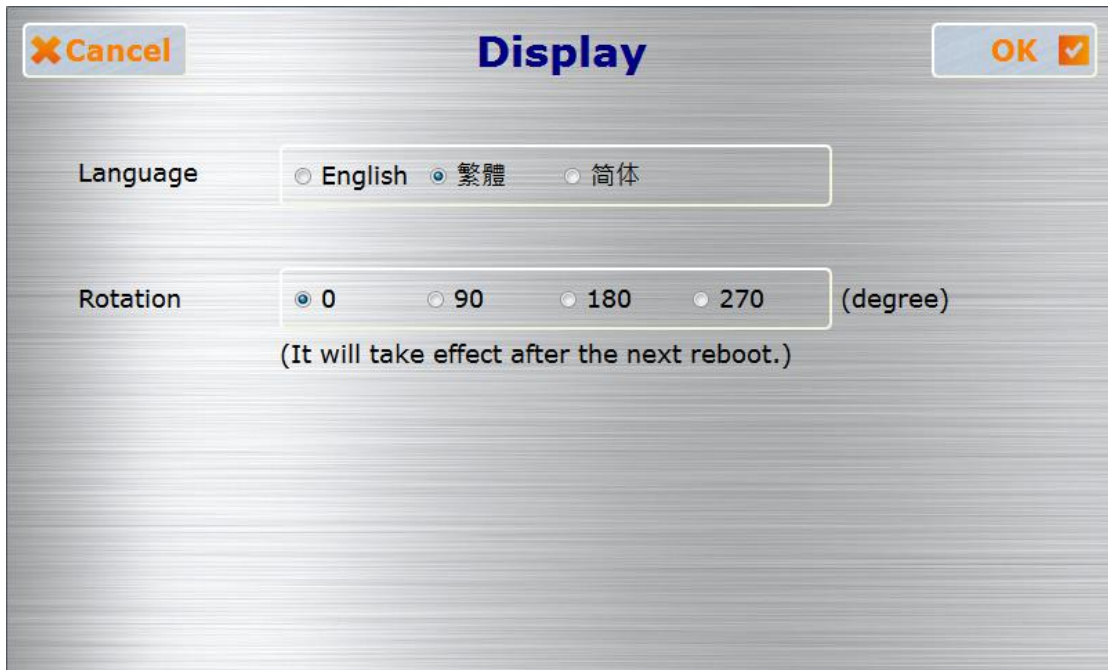 Cancel
Display
OK
Language
English 繁體 简体
Rotation
0 90 180 270 (degree)
(It will take effect after the next reboot.)